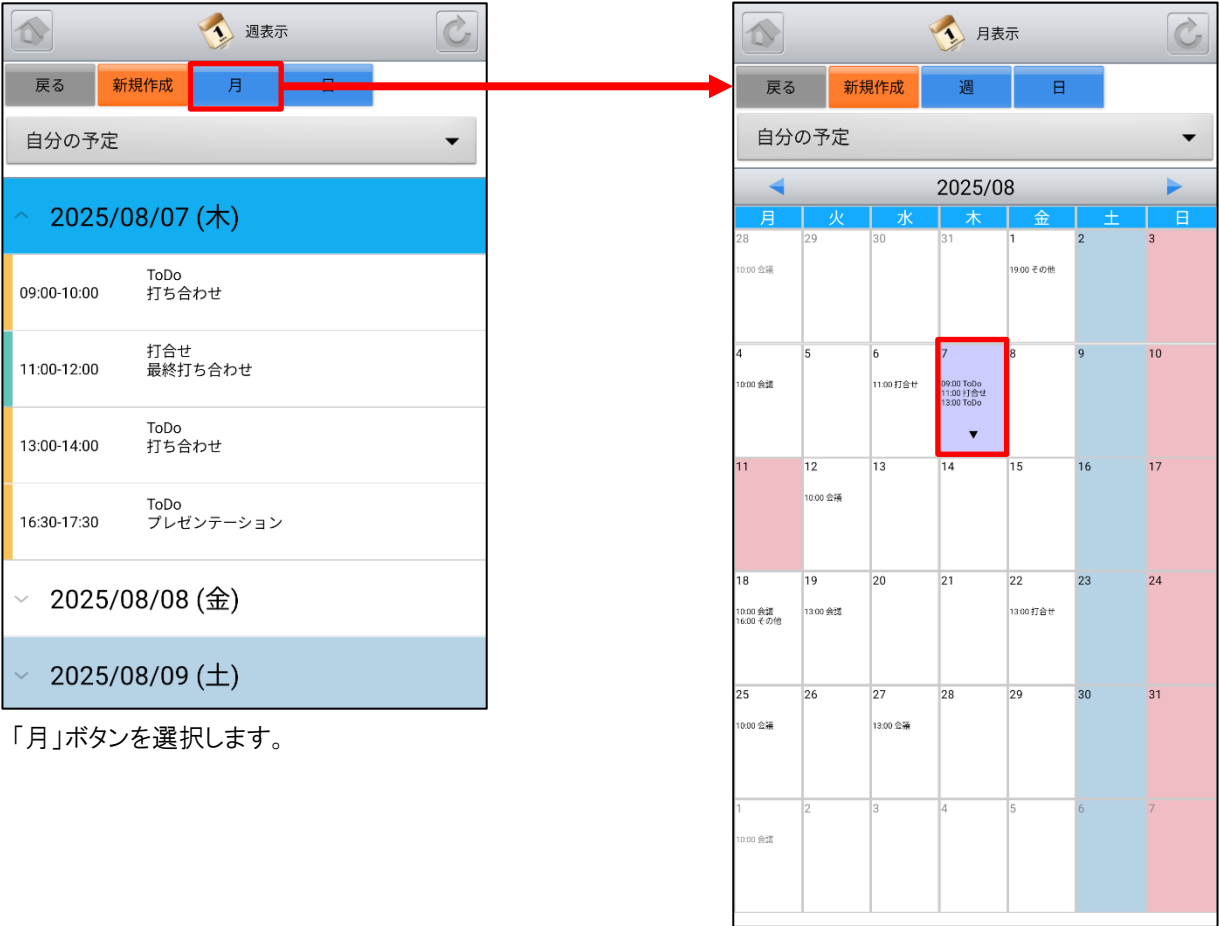 週表示
戻る 新規作成 月 日
自分の予定
2025/08/07 (木)
ToDo
09:00-10:00 打ち合わせ
打合せ
11:00-12:00 最終打ち合わせ
ToDo
13:00-14:00 打ち合わせ
ToDo
16:30-17:30 プレゼンテーション
2025/08/08 (金)
2025/08/09 (土)
「月」ボタンを選択します。
月表示
戻る 新規作成 週 日
自分の予定
2025/08
月 火 水 木 金 土 日
28 29 30 31 1 2 3
10:00 会議 19:00 その他
4 5 6 7 8 9 10
10:00 会議 11:00 打合せ 09:00 ToDo
11:00 打合せ
13:00 ToDo
▼
11 12 13 14 15 16 17
10:00 会議
18 19 20 21 22 23 24
10:00 会議 13:00 会議 13:00 打合せ
16:00 その他
25 26 27 28 29 30 31
10:00 会議 13:00 会議
1 2 3 4 5 6 7
10:00 会議